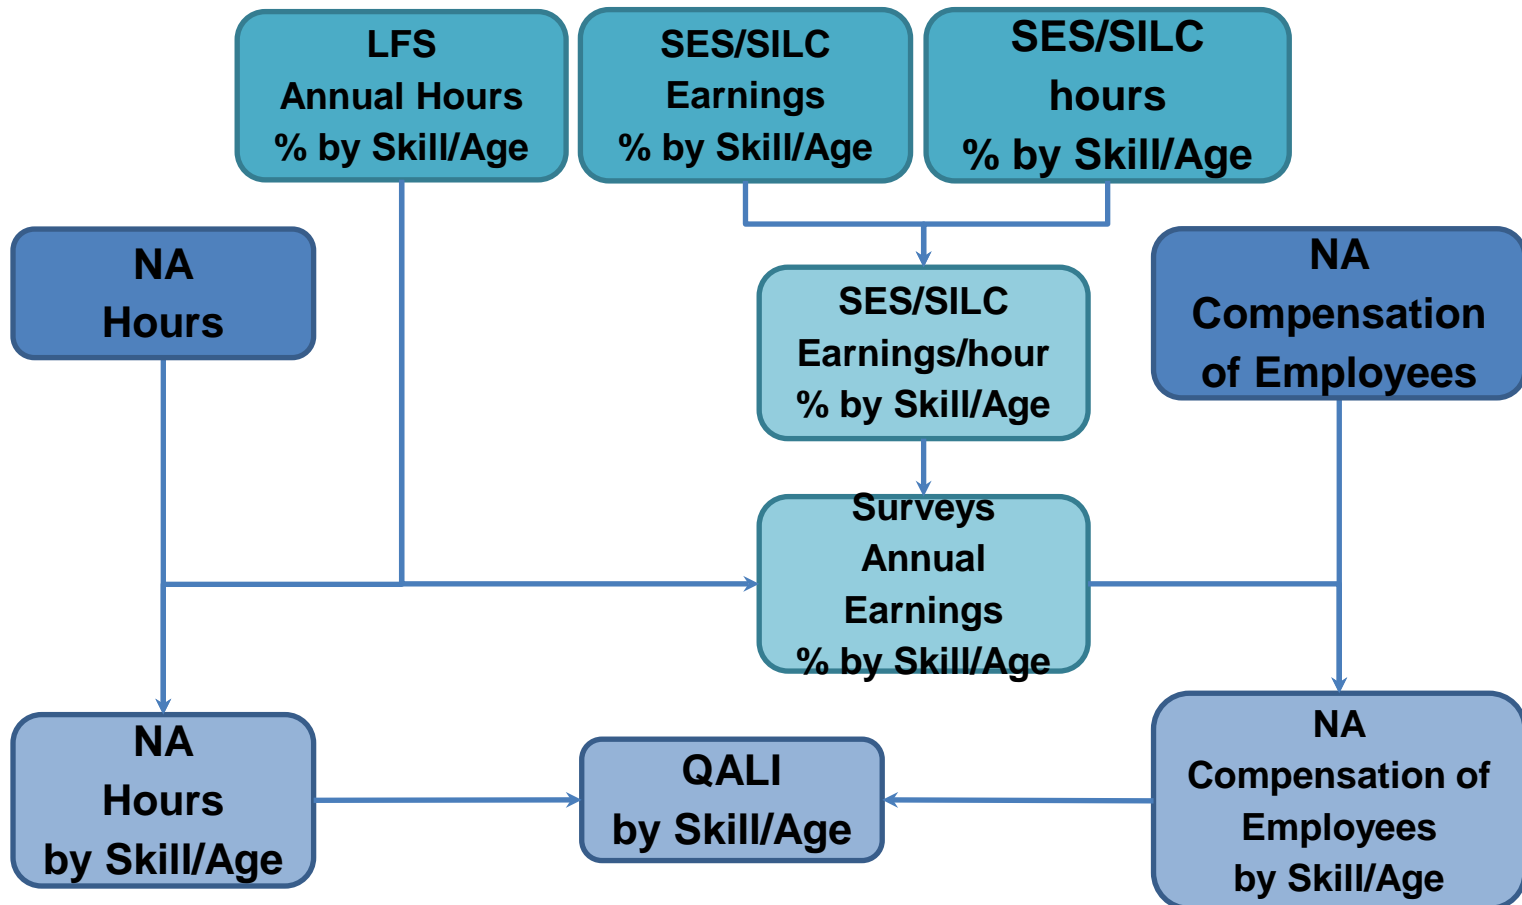 LFS
Annual Hours
% by Skill/Age
SES/SILC
Earnings
% by Skill/Age
SES/SILC
hours
% by Skill/Age
NA
Hours
SES/SILC
Earnings/hour
% by Skill/Age
NA
Compensation
of Employees
Surveys
Annual
Earnings
% by Skill/Age
NA
Hours
by Skill/Age
QALI
by Skill/Age
NA
Compensation of
Employees
by Skill/Age